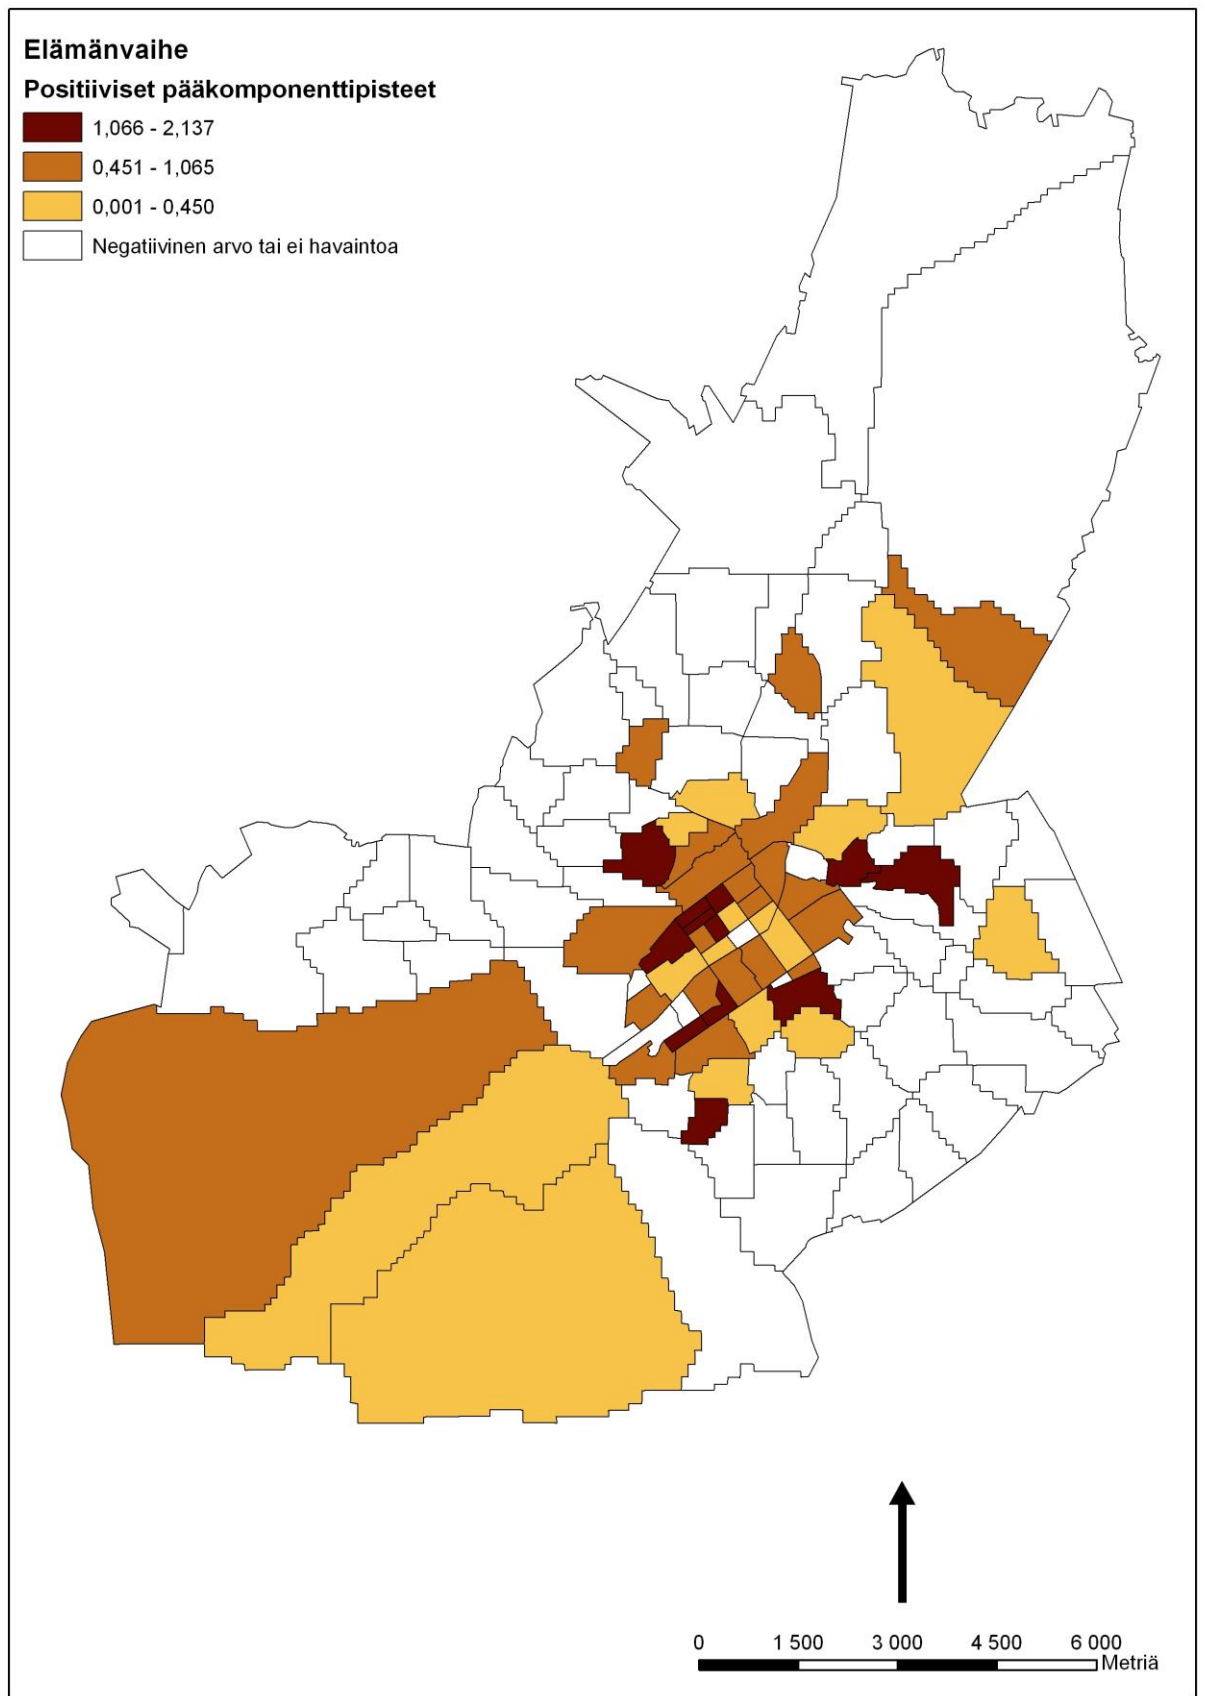 Elämänvaihe
Positiiviset pääkomponenttipisteet
1,066 - 2,137
0,451 - 1,065
0,001 - 0,450
Negatiivinen arvo tai ei havaintoa
0 1 500 3 000 4 500 6 000
Metriä